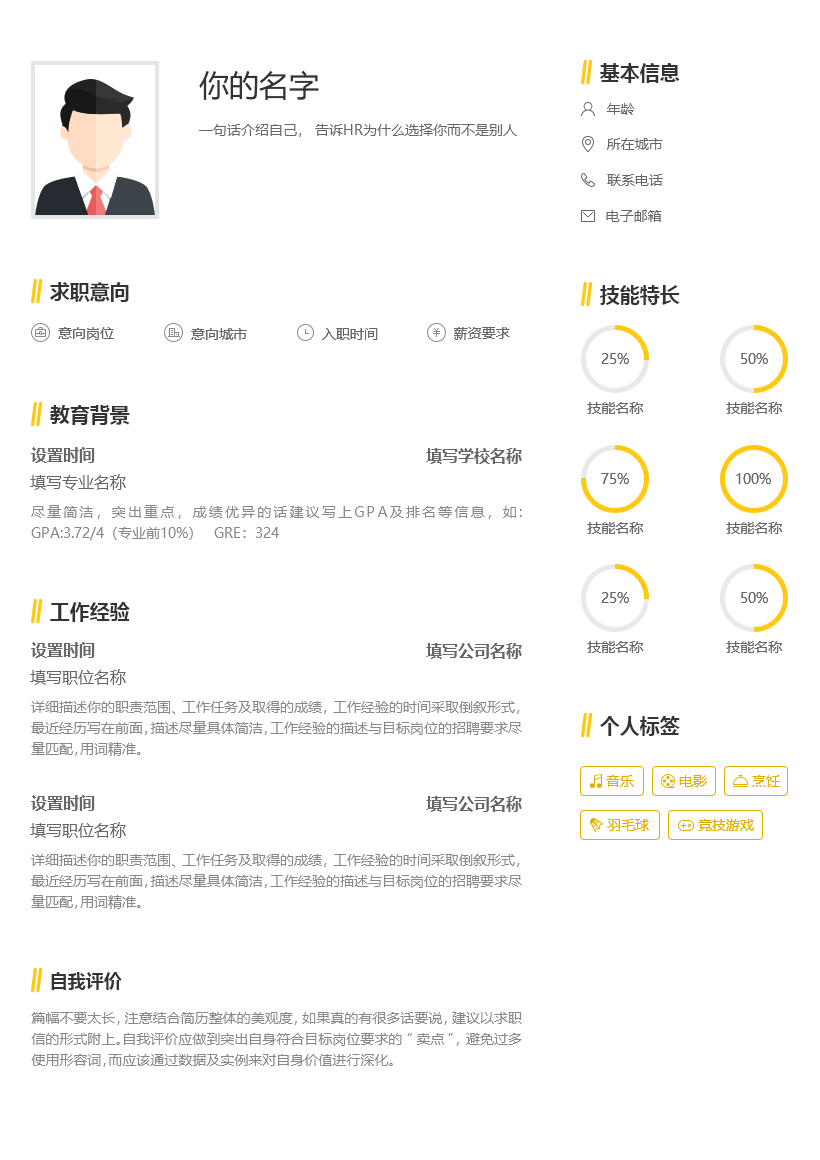 你的名字
一句话介绍自己， 告诉HR为什么选择你而不是别人
求职意向
意向岗位 意向城市 入职时间 薪资要求
教育背景
设置时间 填写学校名称
填写专业名称
尽量简洁，突出重点，成绩优异的话建议写上GPA及排名等信息，如：
GPA:3.72/4（专业前10%） GRE：324
工作经验
设置时间 填写公司名称
填写职位名称
详细描述你的职责范围、工作任务及取得的成绩，工作经验的时间采取倒叙形式，
最近经历写在前面，描述尽量具体简洁，工作经验的描述与目标岗位的招聘要求尽
量匹配，用词精准。
设置时间 填写公司名称
填写职位名称
详细描述你的职责范围、工作任务及取得的成绩，工作经验的时间采取倒叙形式，
最近经历写在前面，描述尽量具体简洁，工作经验的描述与目标岗位的招聘要求尽
量匹配，用词精准。
自我评价
篇幅不要太长，注意结合简历整体的美观度，如果真的有很多话要说，建议以求职
信的形式附上。自我评价应做到突出自身符合目标岗位要求的“卖点”，避免过多
使用形容词，而应该通过数据及实例来对自身价值进行深化。
基本信息
年龄
所在城市
联系电话
电子邮箱
技能特长
25% 50%
技能名称 技能名称
75% 100%
技能名称 技能名称
25% 50%
技能名称 技能名称
个人标签
音乐 电影 烹饪
羽毛球 竞技游戏